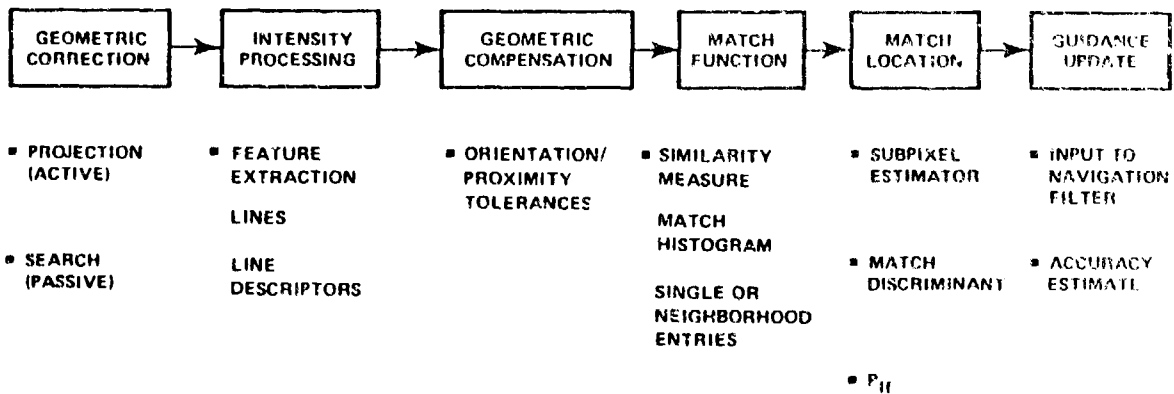 GEOMETRIC
CORRECTION
INTENSITY
PROCESSING
GEOMETRIC
COMPENSATION
MATCH
FUNCTION
MATCH
LOCATION
GUIDANCE
UPDATE
▪ PROJECTION
(ACTIVE)
▪ SEARCH
(PASSIVE)
▪ FEATURE
EXTRACTION
LINES
LINE
DESCRIPTORS
▪ ORIENTATION/
PROXIMITY
TOLERANCES
▪ SIMILARITY
MEASURE
MATCH
HISTOGRAM
SINGLE OR
NEIGHBORHOOD
ENTRIES
▪ SUBPIXEL
ESTIMATOR
▪ MATCH
DISCRIMINANT
▪ INPUT TO
NAVIGATION
FILTER
▪ ACCURACY
ESTIMATE